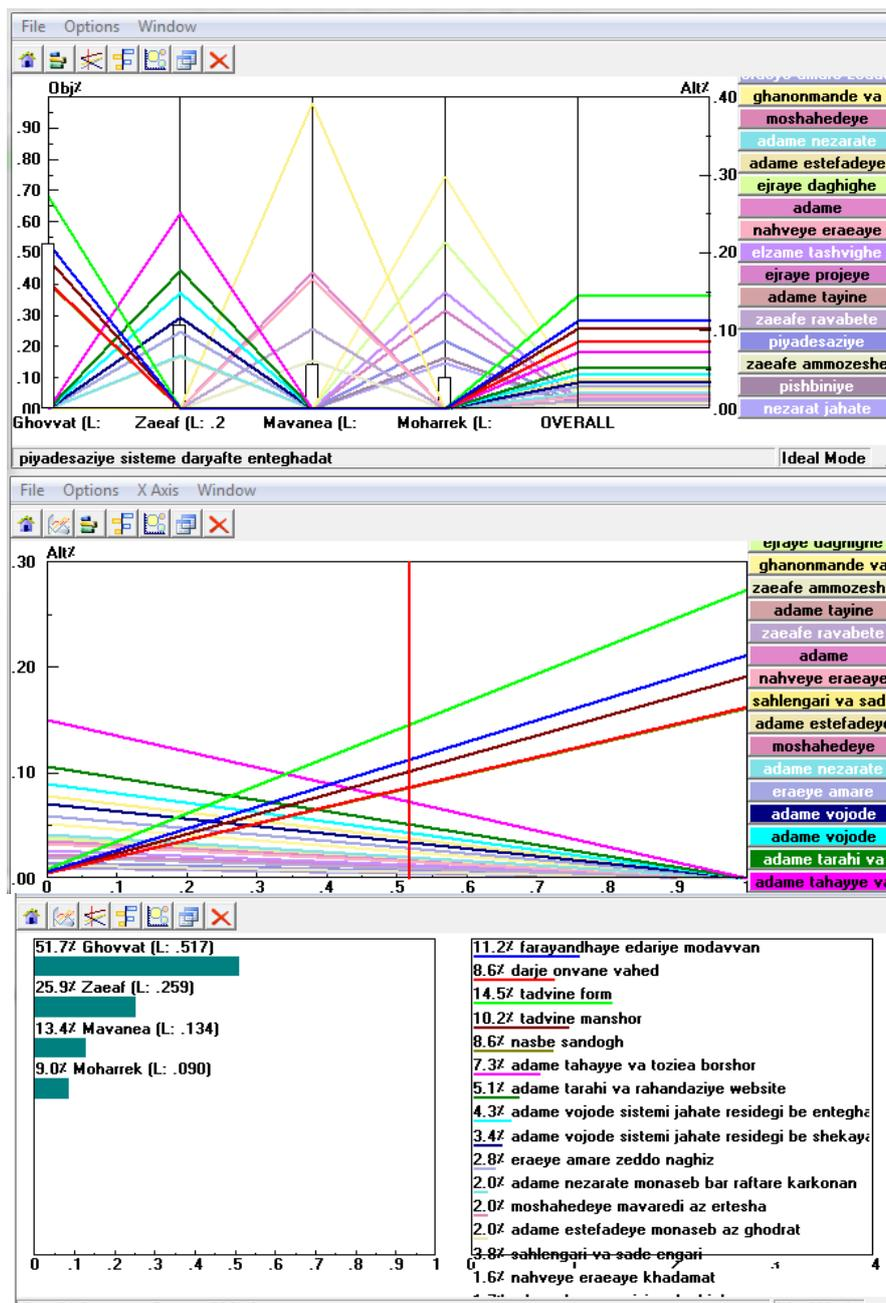 File Options Window
Obj%
Alt%
.90
.80
.70
.60
.50
.40
.30
.20
.10
.00
.40
.30
.20
.10
.00
Ghovvat (L: Zaeaf (L: .2 Mavanea (L: Moharrek (L: OVERALL
ghanonmande va
moshahedeye
adame nezarate
adame estefadeye
ejraye daghighe
adame
nahveye eraeaye
elzame tashvighe
ejraye projeye
adame tayine
zaeafe ravabete
piyadesaziye
zaeafe ammozeshe
pishbiniye
nezarat jahate
piyadesaziye sisteme daryafte enteghadat
Ideal Mode
File Options X Axis Window
Alt%
.30
.20
.10
.00
0 .1 .2 .3 .4 .5 .6 .7 .8 .9 1
ejraye daghighe
ghanonmande va
zaeafe ammozesh
adame tayine
zaeafe ravabete
adame
nahveye eraeaye
sahlengari va sad
adame estefadeye
moshahedeye
adame nezarate
eraeye amare
adame vojode
adame vojode
adame tarahi va
adame tahayye va
51.7% Ghovvat (L: .517)
25.9% Zaeaf (L: .259)
13.4% Mavanea (L: .134)
9.0% Moharrek (L: .090)
0 .1 .2 .3 .4 .5 .6 .7 .8 .9 1
11.2% farayandhaye edariye modavvan
8.6% darje onvane vahed
14.5% tadvine form
10.2% tadvine manshor
8.6% nasbe sandogh
7.3% adame tahayye va toziea borshor
5.1% adame tarahi va rahandaziye website
4.3% adame vojode sistemi jahate residegi be entegha
3.4% adame vojode sistemi jahate residegi be shekaya
2.8% eraeye amare zeddo naghiz
2.0% adame nezarate monaseb bar raftare karkonan
2.0% moshahedeye mavaredi az ertesha
2.0% adame estefadeye monaseb az ghodrat
3.8% sahlengari va sade engari
1.6% nahveye eraeaye khadamat